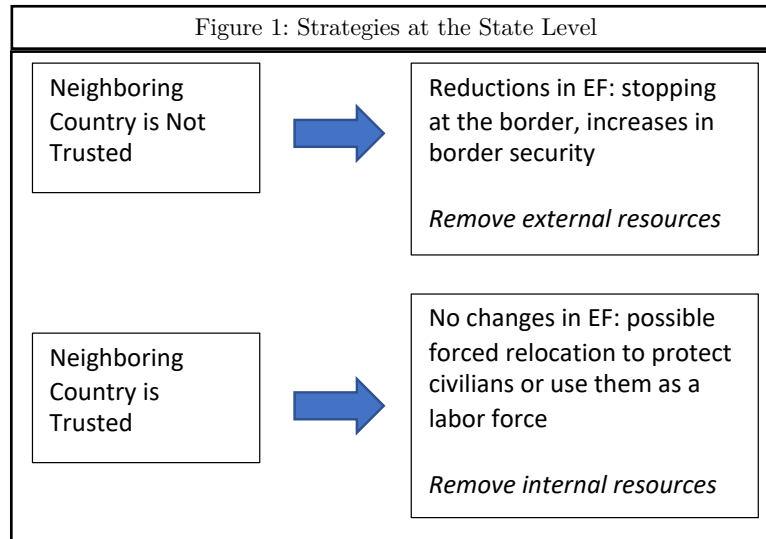 Figure 1: Strategies at the State Level
Neighboring
Country is Not
Trusted
Reductions in EF: stopping
at the border, increases in
border security
Remove external resources
Neighboring
Country is
Trusted
No changes in EF: possible
forced relocation to protect
civilians or use them as a
labor force
Remove internal resources